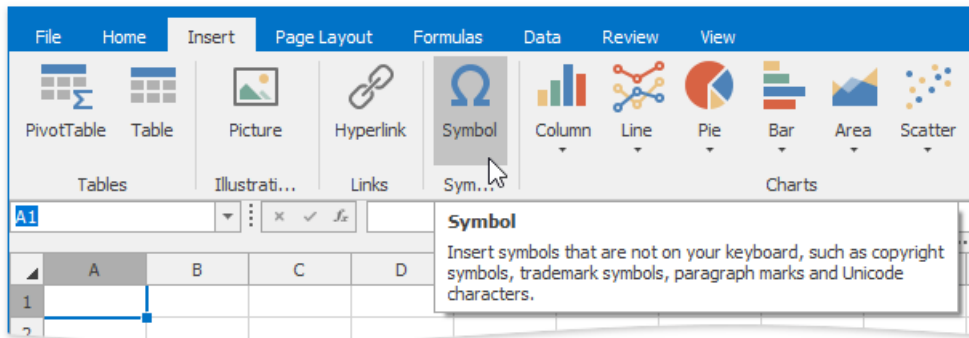 File Home Insert Page Layout Formulas Data Review View
PivotTable Table Picture Hyperlink Symbol Column Line Pie Bar Area Scatter
Tables Illustrati... Links Sym... Charts
A1 fx
Symbol
Insert symbols that are not on your keyboard, such as copyright
symbols, trademark symbols, paragraph marks and Unicode
characters.
A B C D
1